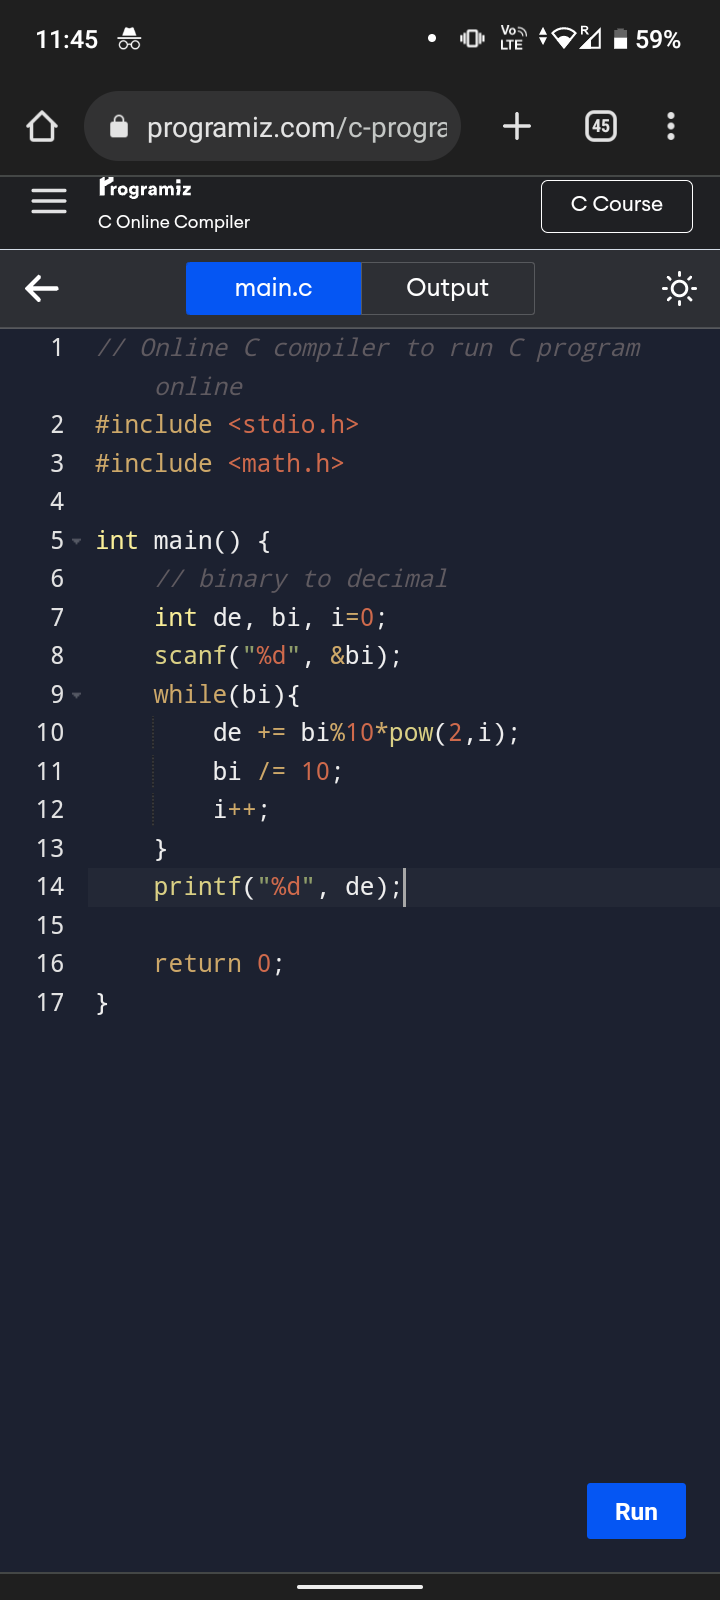 11:45 Vo LTE R 59%
programiz.com/c-progra 45
Programiz
C Online Compiler
C Course
main.c Output
1 // Online C compiler to run C program
online
2 #include <stdio.h>
3 #include <math.h>
4
5 int main() {
6 // binary to decimal
7 int de, bi, i=0;
8 scanf("%d", &bi);
9 while(bi){
10 de += bi%10*pow(2,i);
11 bi /= 10;
12 i++;
13 }
14 printf("%d", de);
15
16 return 0;
17 }
Run